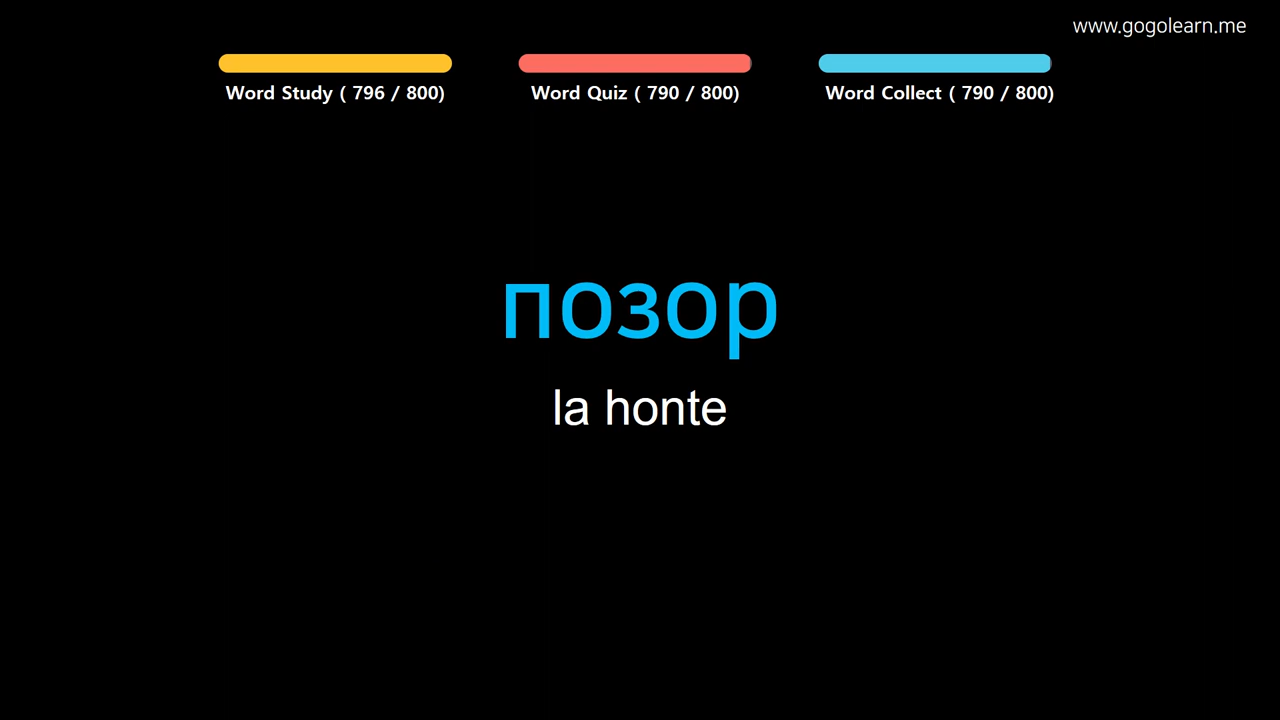 www.gogolearn.me
Word Study ( 796 / 800)
Word Quiz ( 790 / 800)
Word Collect ( 790 / 800)
позор
la honte